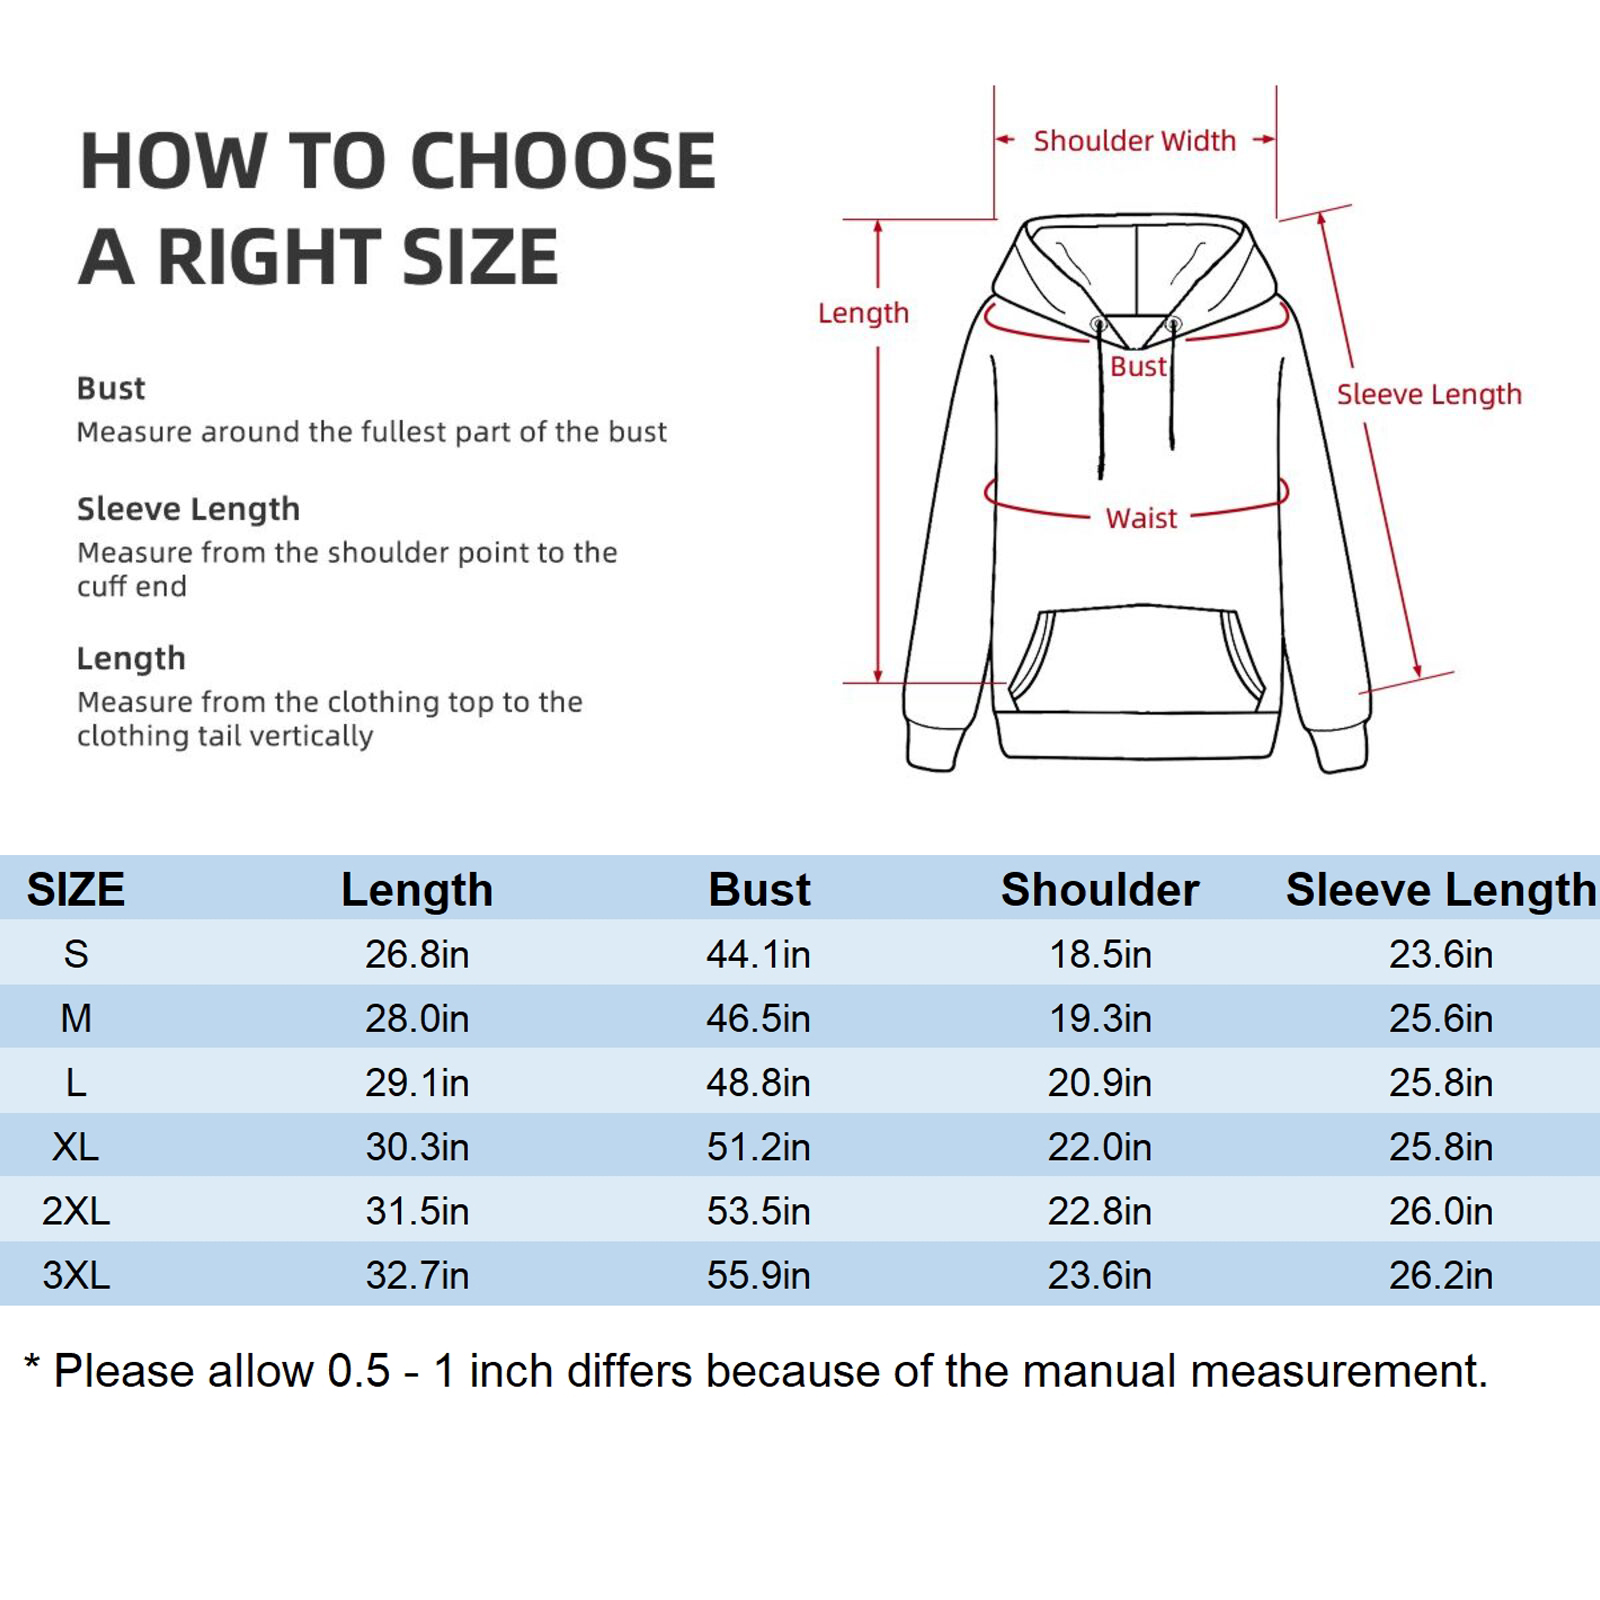 HOW TO CHOOSE
A RIGHT SIZE
Bust
Measure around the fullest part of the bust
Sleeve Length
Measure from the shoulder point to the
cuff end
Length
Measure from the clothing top to the
clothing tail vertically
Shoulder Width
Length
Bust
Sleeve Length
Waist
SIZE Length Bust Shoulder Sleeve Length
S 26.8in 44.1in 18.5in 23.6in
M 28.0in 46.5in 19.3in 25.6in
L 29.1in 48.8in 20.9in 25.8in
XL 30.3in 51.2in 22.0in 25.8in
2XL 31.5in 53.5in 22.8in 26.0in
3XL 32.7in 55.9in 23.6in 26.2in
* Please allow 0.5 - 1 inch differs because of the manual measurement.